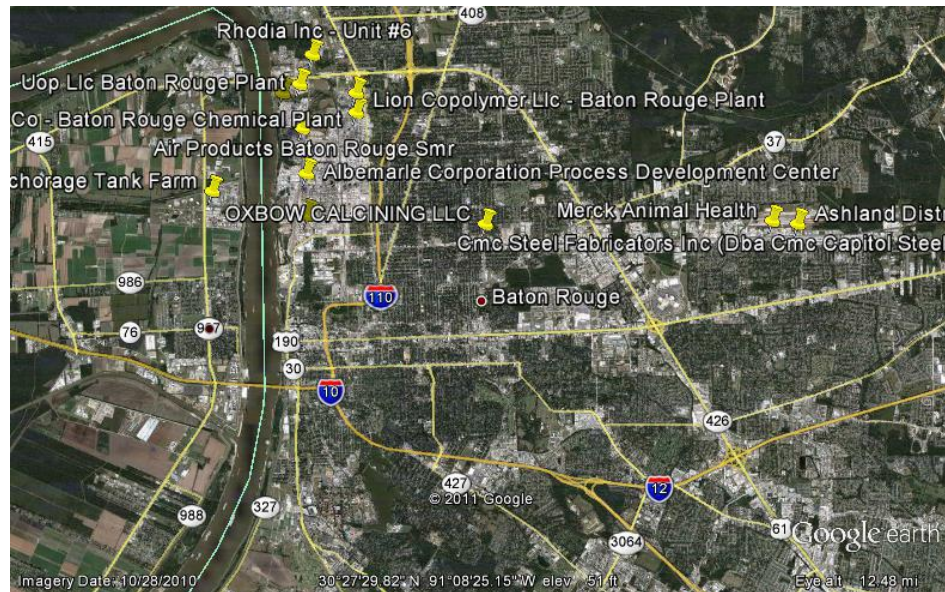 408
Rhodia Inc - Unit #6
Uop Llc Baton Rouge Plant
Lion Copolymer Llc - Baton Rouge Plant
Co - Baton Rouge Chemical Plant
415
37
Air Products Baton Rouge Smr
Albemarle Corporation Process Development Center
chorage Tank Farm
OXBOW CALCINING LLC
Merck Animal Health
Ashland Dist
Cmc Steel Fabricators Inc (Dba Cmc Capitol Steel
986
110
Baton Rouge
76
987
190
30
10
426
427
12
© 2011 Google
327
988
3064
61
Google earth
Imagery Date: 10/28/2010
30°27'29.82" N 91°08'25.15" W elev 51 ft
Eye alt 12.48 mi